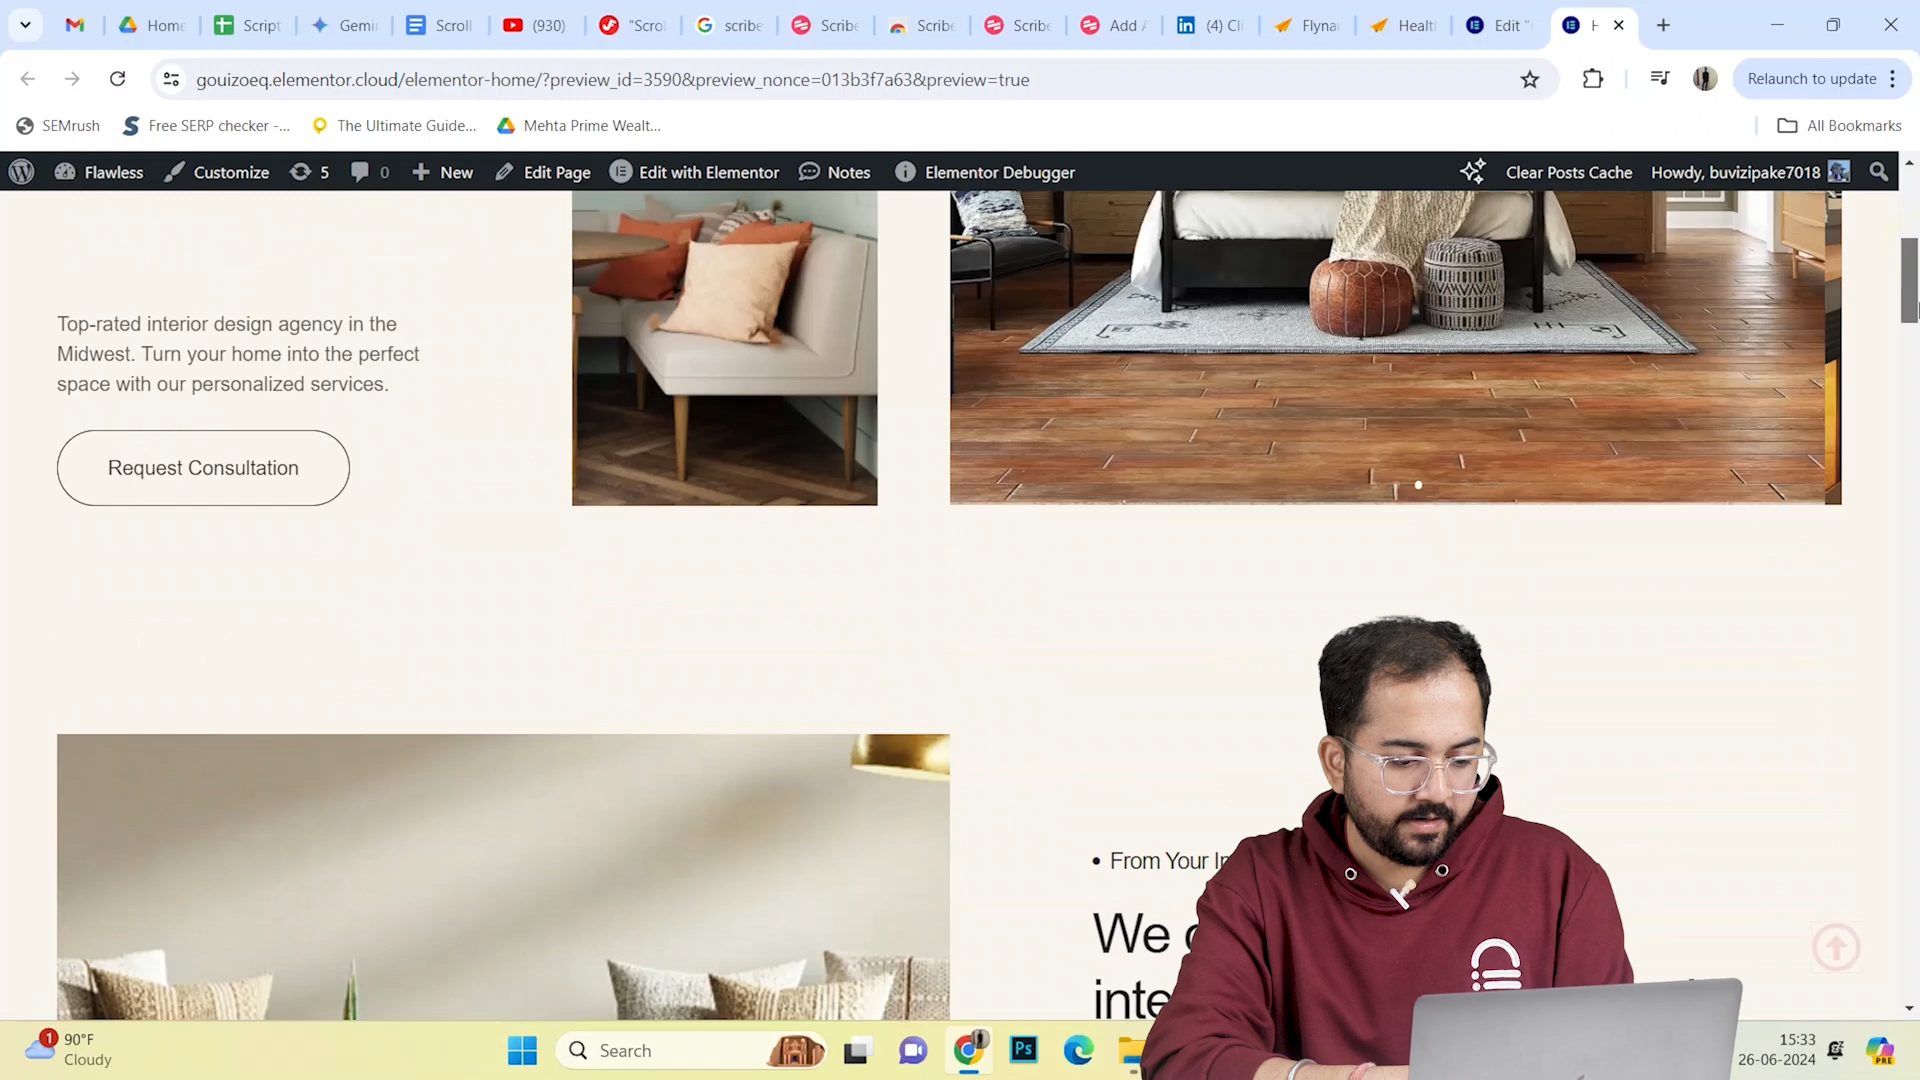 Home
Script
Gemi
Scroll
(930)
"Scro
scribe
Scribe
Scribe
Scribe
Add
(4) Cl
Flyna
Healt
Edit "
gouizoeq.elementor.cloud/elementor-home/?preview_id=3590&preview_nonce=013b3f7a63&preview=true
Relaunch to update
SEMrush
Free SERP checker -...
The Ultimate Guide...
Mehta Prime Wealt...
All Bookmarks
Flawless
Customize
5
0
New
Edit Page
Edit with Elementor
Notes
Elementor Debugger
Clear Posts Cache
Howdy, buvizipake7018
Top-rated interior design agency in the
Midwest. Turn your home into the perfect
space with our personalized services.
Request Consultation
• From Your
We
inte
1
90°F
Cloudy
Search
Ps
15:33
26-06-2024
PRE